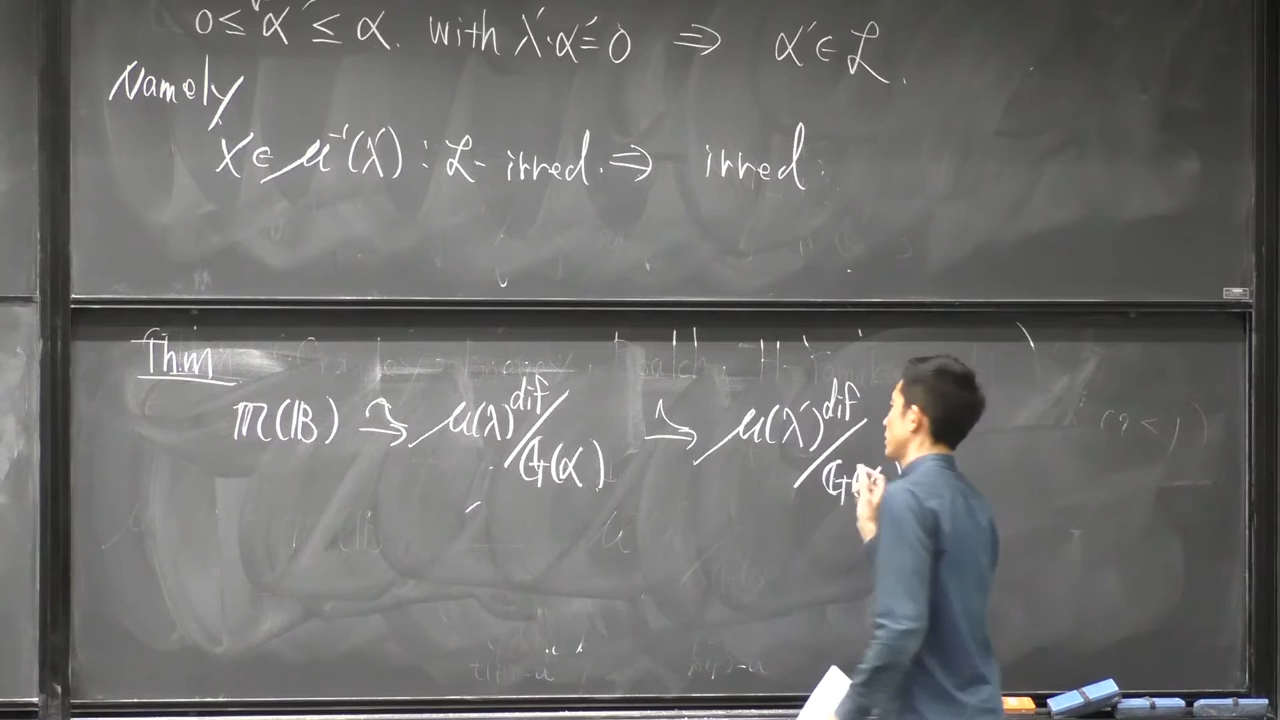 0 ≤ α' ≤ α. with λ'·α' = 0 ⇒ α' ∈ ℒ.
Namely
X ∈ μ⁻¹(λ) : ℒ-irred. ⇒ irred.
Thm
𝔪(𝔹) ⥲ μ(λ)^dif / G(α) ↪ μ(λ')^dif / G(